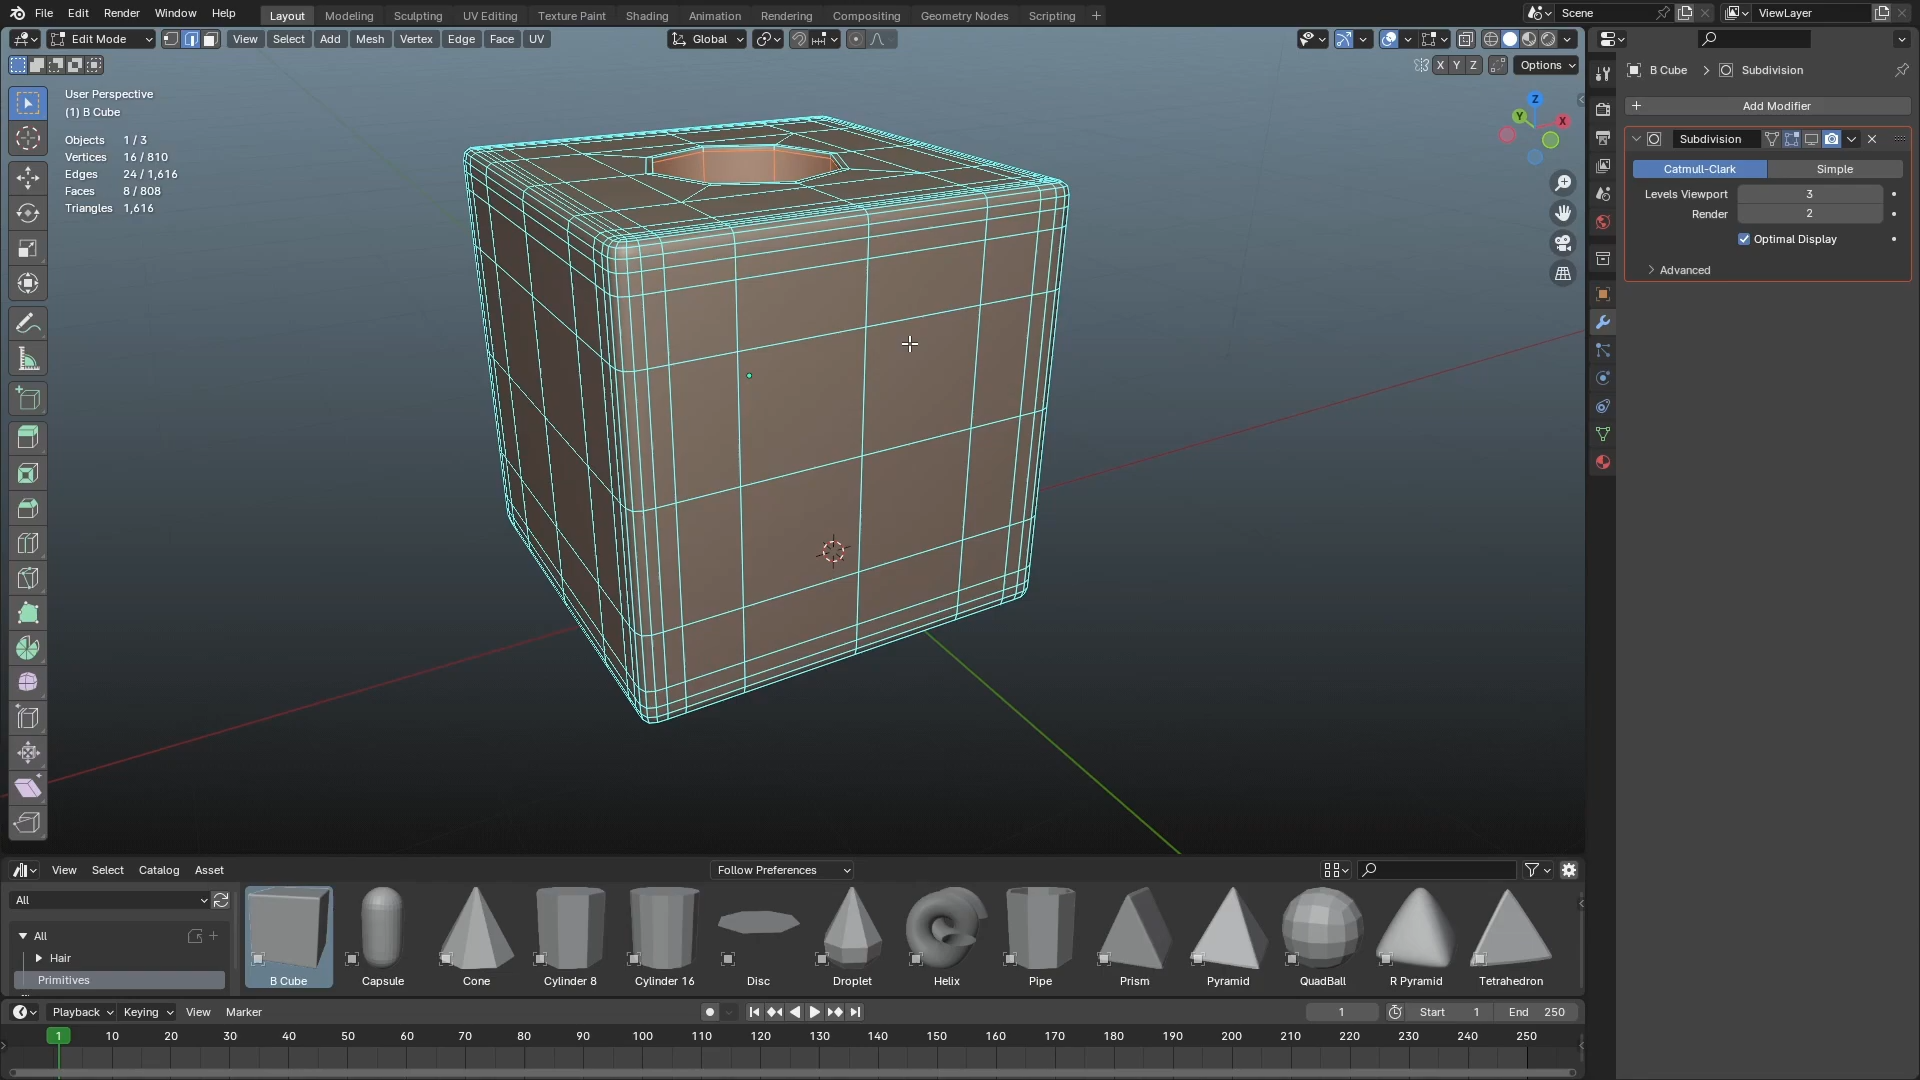 File Edit Render Window Help
Layout Modeling Sculpting UV Editing Texture Paint Shading Animation Rendering Compositing Geometry Nodes Scripting +
Scene
ViewLayer
Edit Mode
View Select Add Mesh Vertex Edge Face UV
Global
X Y Z
Options
User Perspective
(1) B Cube
Objects 1 / 3
Vertices 16 / 810
Edges 24 / 1,616
Faces 8 / 808
Triangles 1,616
Z
Y
X
B Cube
Subdivision
+ Add Modifier
Subdivision
Catmull-Clark Simple
Levels Viewport 3
Render 2
Optimal Display
Advanced
View Select Catalog Asset
Follow Preferences
All
All
Hair
Primitives
B Cube Capsule Cone Cylinder 8 Cylinder 16 Disc Droplet Helix Pipe Prism Pyramid QuadBall R Pyramid Tetrahedron
Playback Keying View Marker
1
Start 1
End 250
1 10 20 30 40 50 60 70 80 90 100 110 120 130 140 150 160 170 180 190 200 210 220 230 240 250